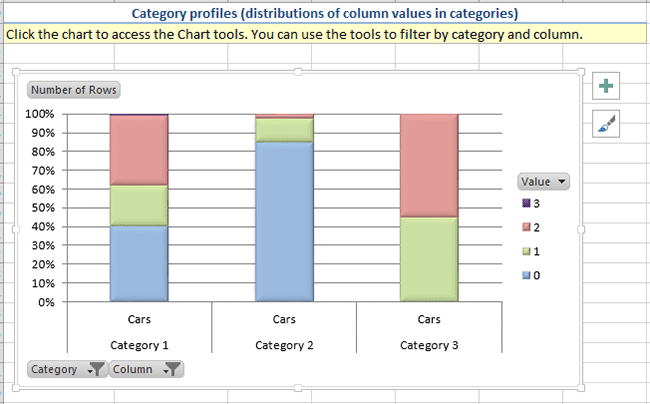 Category profiles (distributions of column values in categories)
Click the chart to access the Chart tools. You can use the tools to filter by category and column.
Number of Rows
100%
90%
80%
70%
60%
50%
40%
30%
20%
10%
0%
Value
3
2
1
0
Cars Cars Cars
Category 1 Category 2 Category 3
Category Column